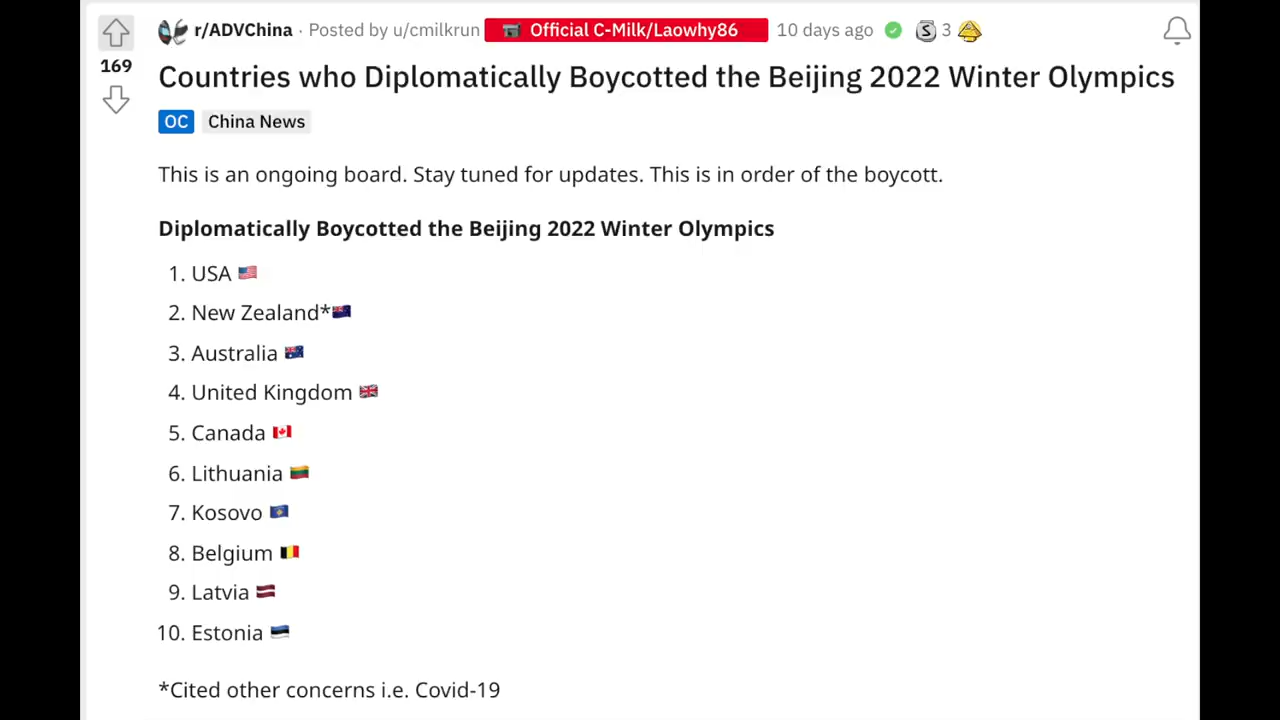 r/ADVChina · Posted by u/cmilkrun Official C-Milk/Laowhy86 10 days ago 3
169
Countries who Diplomatically Boycotted the Beijing 2022 Winter Olympics
OC China News
This is an ongoing board. Stay tuned for updates. This is in order of the boycott.
Diplomatically Boycotted the Beijing 2022 Winter Olympics
1. USA
2. New Zealand*
3. Australia
4. United Kingdom
5. Canada
6. Lithuania
7. Kosovo
8. Belgium
9. Latvia
10. Estonia
*Cited other concerns i.e. Covid-19